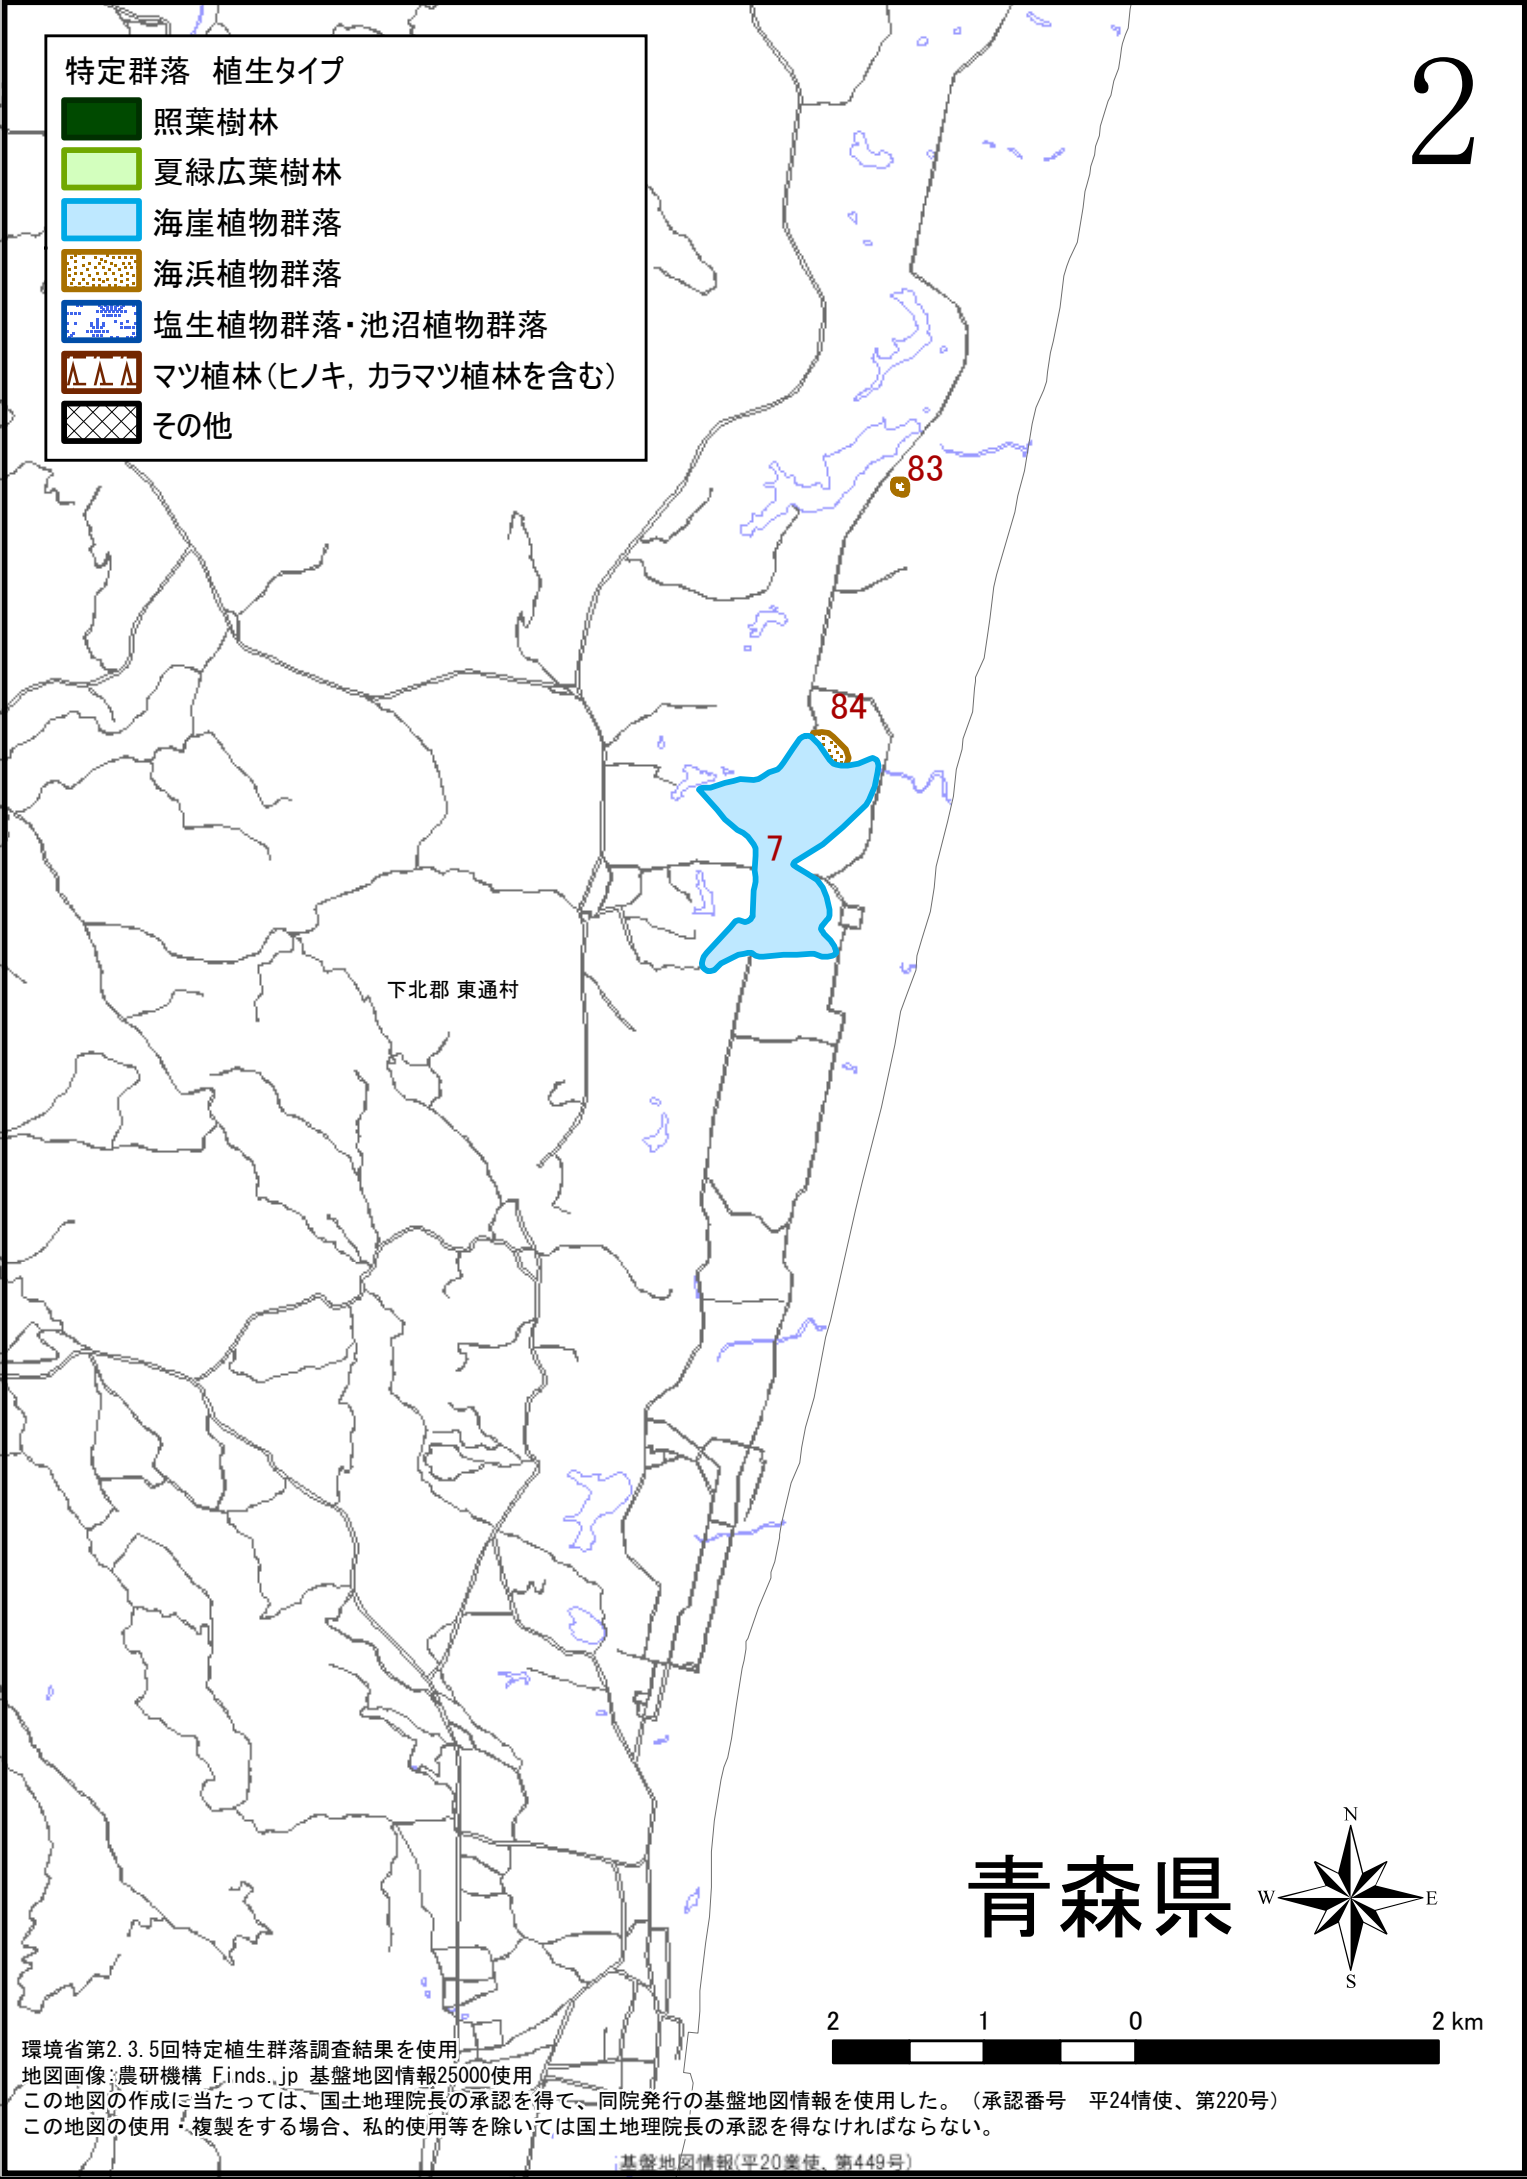 特定群落　植生タイプ
照葉樹林
夏緑広葉樹林
海崖植物群落
海浜植物群落
塩生植物群落・池沼植物群落
マツ植林（ヒノキ，カラマツ植林を含む）
その他
2
83
84
7
下北郡 東通村
青森県
N
W
E
S
2 1 0 2 km
環境省第2.3.5回特定植生群落調査結果を使用
地図画像:農研機構 Finds.jp 基盤地図情報25000使用
この地図の作成に当たっては、国土地理院長の承認を得て、同院発行の基盤地図情報を使用した。（承認番号　平24情使、第220号）
この地図の使用・複製をする場合、私的使用等を除いては国土地理院長の承認を得なければならない。
基盤地図情報(平20業使、第449号)